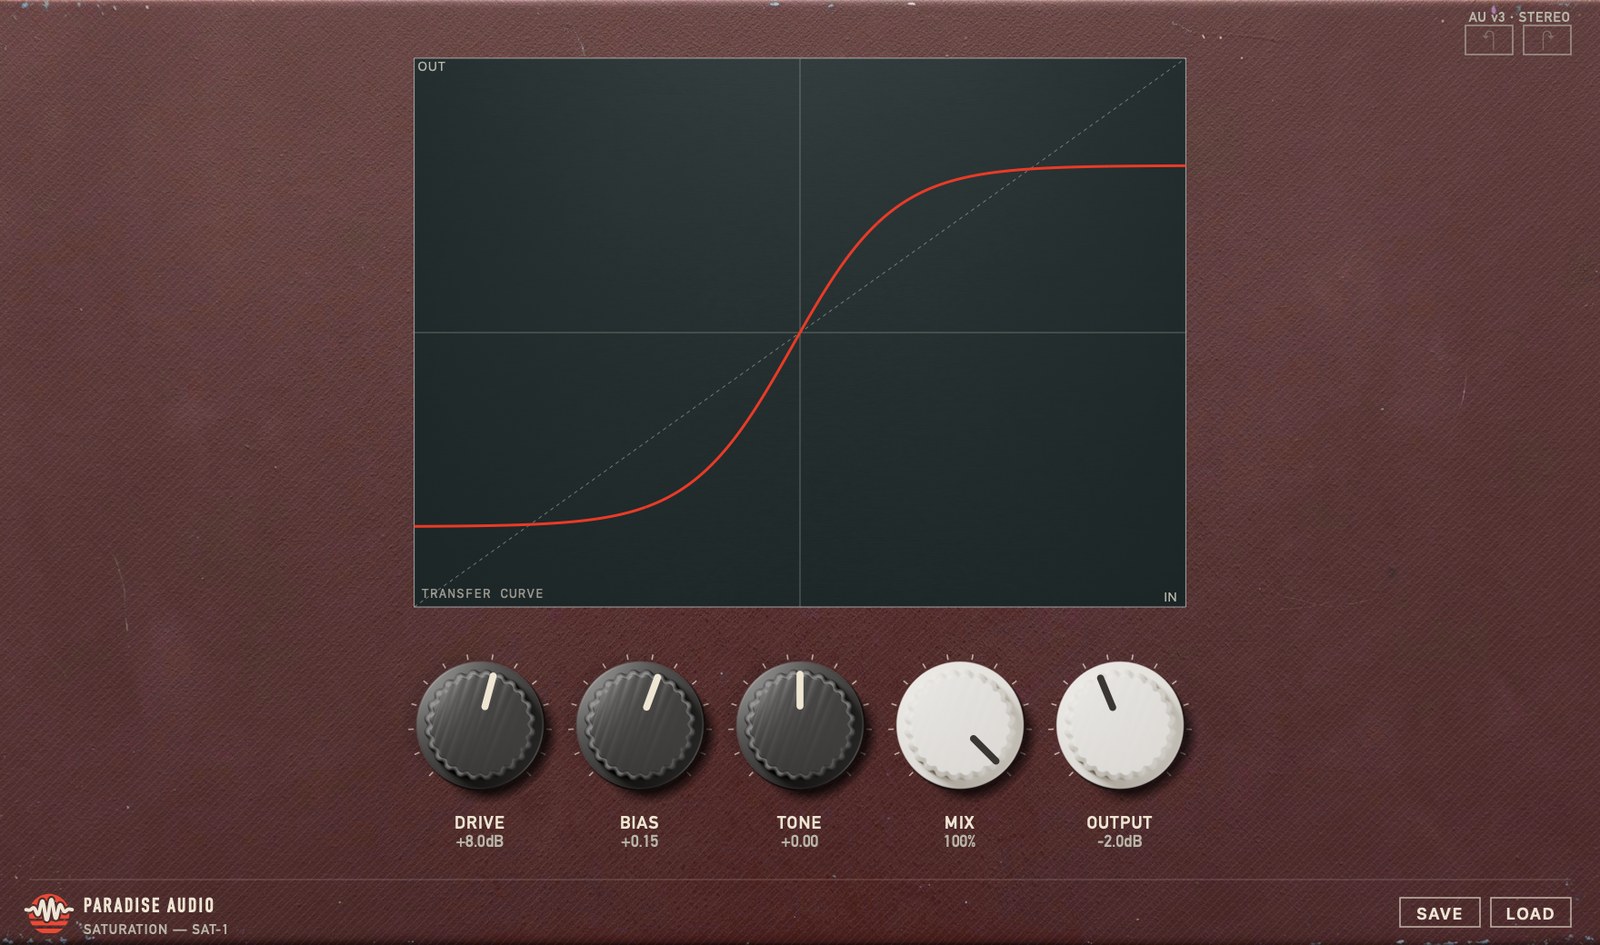 AU v3 · STEREO
OUT
TRANSFER CURVE
IN
DRIVE
+8.0dB
BIAS
+0.15
TONE
+0.00
MIX
100%
OUTPUT
-2.0dB
PARADISE AUDIO
SATURATION — SAT-1
SAVE
LOAD